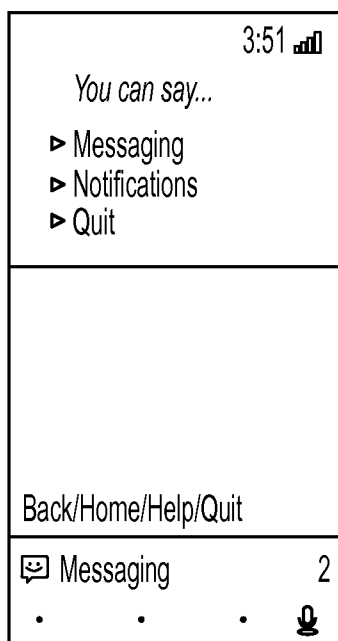 3:51
You can say...
Messaging
Notifications
Quit
Back/Home/Help/Quit
Messaging 2